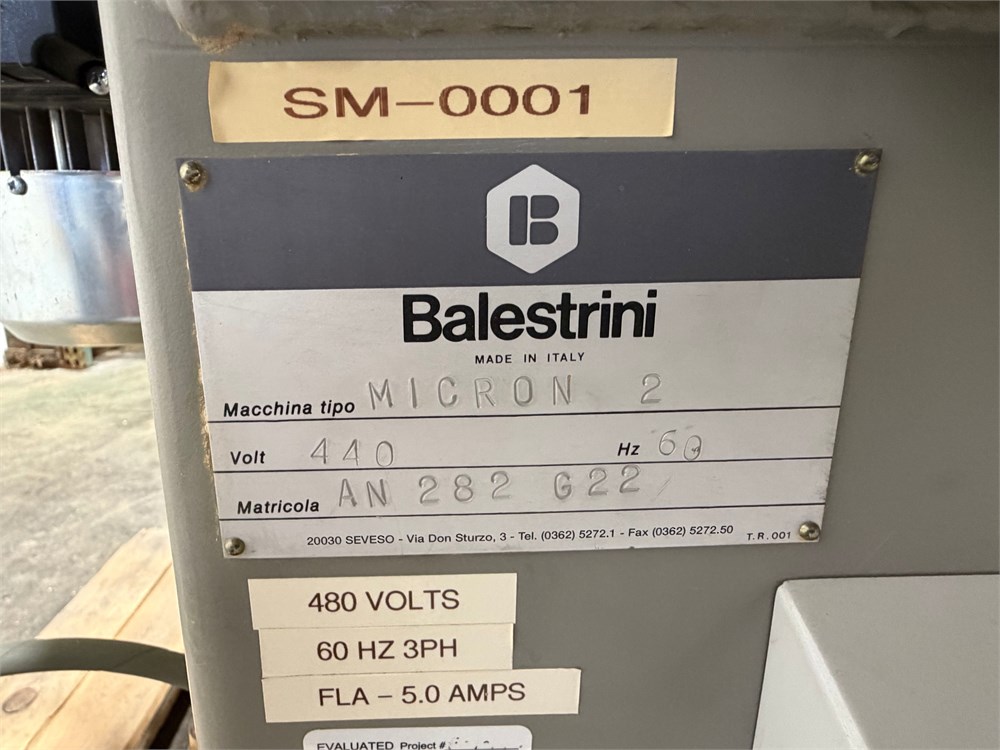 SM-0001
B
Balestrini
MADE IN ITALY
Macchina tipo MICRON 2
Volt 440 Hz 60
Matricola AN 282 G22
20030 SEVESO - Via Don Sturzo, 3 - Tel. (0362) 5272.1 - Fax (0362) 5272.50 T.R.001
480 VOLTS
60 HZ 3PH
FLA - 5.0 AMPS
EVALUATED Project #